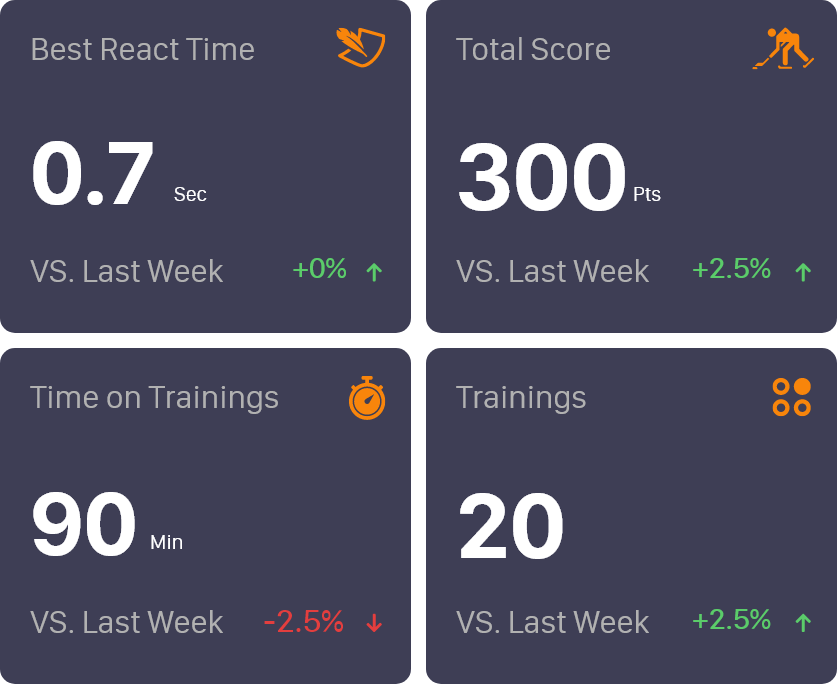 Best React Time
0.7 Sec
VS. Last Week +0% ↑
Total Score
300 Pts
VS. Last Week +2.5% ↑
Time on Trainings
90 Min
VS. Last Week -2.5% ↓
Trainings
20
VS. Last Week +2.5% ↑